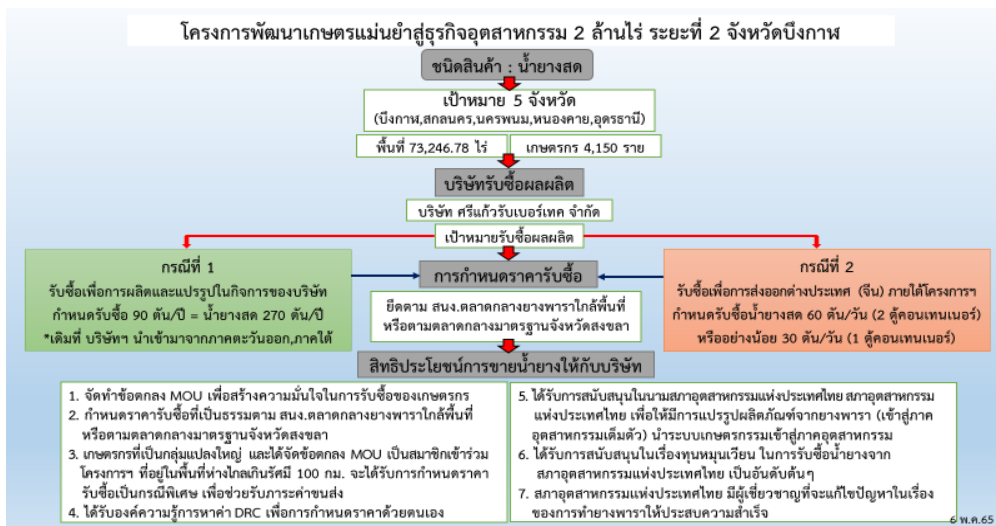 โครงการพัฒนาเกษตรแม่นยำสู่ธุรกิจอุตสาหกรรม 2 ล้านไร่ ระยะที่ 2 จังหวัดบึงกาฬ
ชนิดสินค้า : น้ำยางสด
เป้าหมาย 5 จังหวัด
(บึงกาฬ,สกลนคร,นครพนม,หนองคาย,อุดรธานี)
พื้นที่ 73,246.78 ไร่
เกษตรกร 4,150 ราย
บริษัทรับซื้อผลผลิต
บริษัท ศรีแก้วรับเบอร์เทค จำกัด
เป้าหมายรับซื้อผลผลิต
กรณีที่ 1
รับซื้อเพื่อการผลิตและแปรรูปในกิจการของบริษัท
กำหนดรับซื้อ 90 ตัน/ปี = น้ำยางสด 270 ตัน/ปี
*เดิมที่ บริษัทฯ นำเข้ามาจากภาคตะวันออก,ภาคใต้
การกำหนดราคารับซื้อ
ยึดตาม สนง.ตลาดกลางยางพาราใกล้พื้นที่
หรือตามตลาดกลางมาตรฐานจังหวัดสงขลา
กรณีที่ 2
รับซื้อเพื่อการส่งออกต่างประเทศ (จีน) ภายใต้โครงการฯ
กำหนดรับซื้อน้ำยางสด 60 ตัน/วัน (2 ตู้คอนเทนเนอร์)
หรืออย่างน้อย 30 ตัน/วัน (1 ตู้คอนเทนเนอร์)
สิทธิประโยชน์การขายน้ำยางให้กับบริษัท
1. จัดทำข้อตกลง MOU เพื่อสร้างความมั่นใจในการรับซื้อของเกษตรกร
2. กำหนดราคารับซื้อที่เป็นธรรมตาม สนง.ตลาดกลางยางพาราใกล้พื้นที่
หรือตามตลาดกลางมาตรฐานจังหวัดสงขลา
3. เกษตรกรที่เป็นกลุ่มแปลงใหญ่ และได้จัดข้อตกลง MOU เป็นสมาชิกเข้าร่วม
โครงการฯ ที่อยู่ในพื้นที่ห่างไกลเกินรัศมี 100 กม. จะได้รับการกำหนดราคา
รับซื้อเป็นกรณีพิเศษ เพื่อช่วยรับภาระค่าขนส่ง
4. ได้รับองค์ความรู้การหาค่า DRC เพื่อการกำหนดราคาด้วยตนเอง
5. ได้รับการสนับสนุนในนามสภาอุตสาหกรรมแห่งประเทศไทย สภาอุตสาหกรรม
แห่งประเทศไทย เพื่อให้มีการแปรรูปผลิตภัณฑ์จากยางพารา (เข้าสู่ภาค
อุตสาหกรรมเต็มตัว) นำระบบเกษตรกรรมเข้าสู่ภาคอุตสาหกรรม
6. ได้รับการสนับสนุนในเรื่องทุนหมุนเวียน ในการรับซื้อน้ำยางจาก
สภาอุตสาหกรรมแห่งประเทศไทย เป็นอันดับต้นๆ
7. สภาอุตสาหกรรมแห่งประเทศไทย มีผู้เชี่ยวชาญที่จะแก้ไขปัญหาในเรื่อง
ของการทำยางพาราให้ประสบความสำเร็จ
6 พ.ค.65